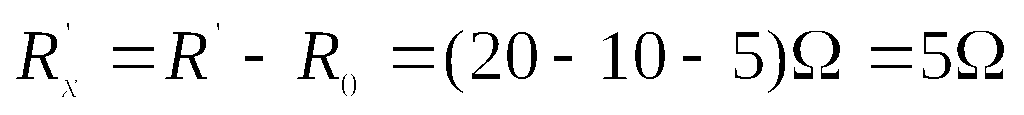 R'ₓ = R' - R₀ = (20 - 10 - 5)Ω = 5Ω